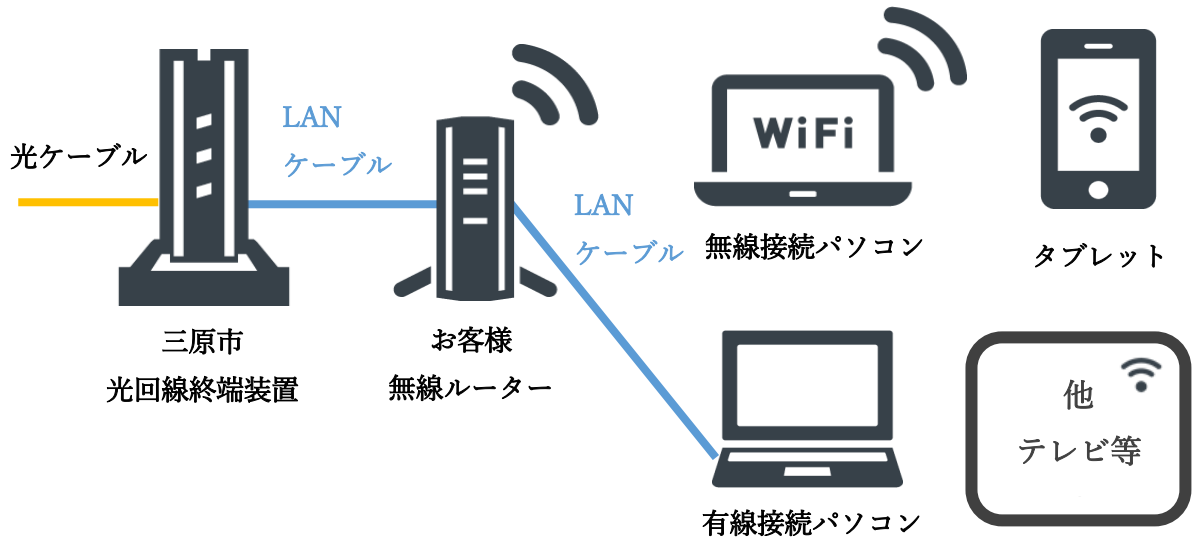 光ケーブル
LAN
ケーブル
三原市
光回線終端装置
お客様
無線ルーター
LAN
ケーブル
WiFi
無線接続パソコン
タブレット
有線接続パソコン
他
テレビ等